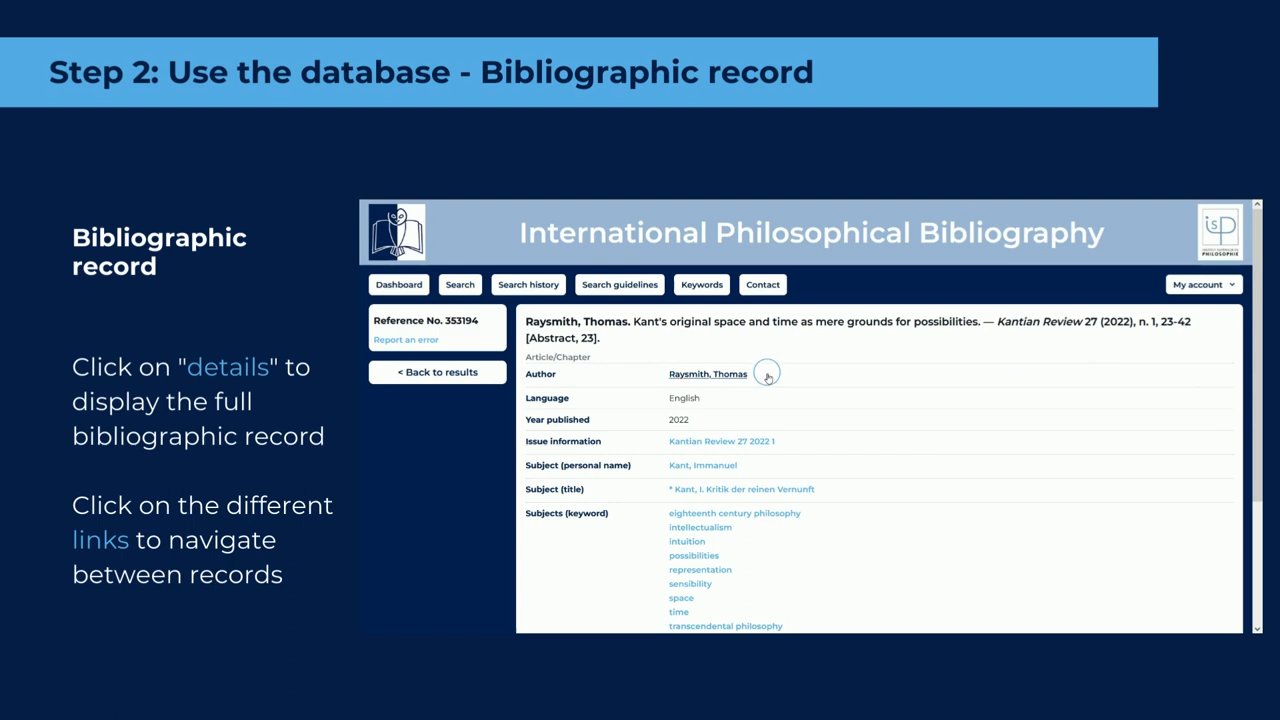 Step 2: Use the database - Bibliographic record
Bibliographic
record
Click on "details" to
display the full
bibliographic record
Click on the different
links to navigate
between records
International Philosophical Bibliography
isp
INSTITUT SUPÉRIEUR DE
PHILOSOPHIE
Dashboard Search Search history Search guidelines Keywords Contact My account
Reference No. 353194
Report an error
< Back to results
Raysmith, Thomas. Kant's original space and time as mere grounds for possibilities. — Kantian Review 27 (2022), n. 1, 23-42
[Abstract, 23].
Article/Chapter
Author Raysmith, Thomas
Language English
Year published 2022
Issue information Kantian Review 27 2022 1
Subject (personal name) Kant, Immanuel
Subject (title) * Kant, I. Kritik der reinen Vernunft
Subjects (keyword) eighteenth century philosophy
intellectualism
intuition
possibilities
representation
sensibility
space
time
transcendental philosophy